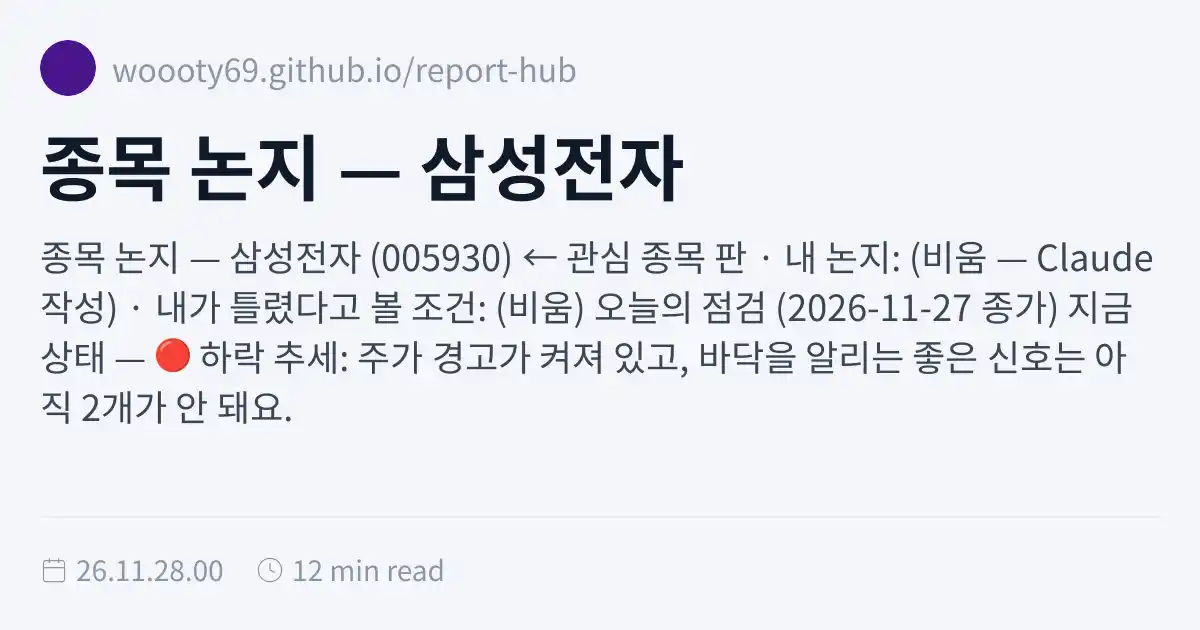 woooty69.github.io/report-hub
종목 논지 — 삼성전자
종목 논지 — 삼성전자 (005930) ← 관심 종목 판 · 내 논지: (비움 — Claude
작성) · 내가 틀렸다고 볼 조건: (비움) 오늘의 점검 (2026-11-27 종가) 지금
상태 — 🔴 하락 추세: 주가 경고가 켜져 있고, 바닥을 알리는 좋은 신호는 아
직 2개가 안 돼요.
26.11.28.00
12 min read